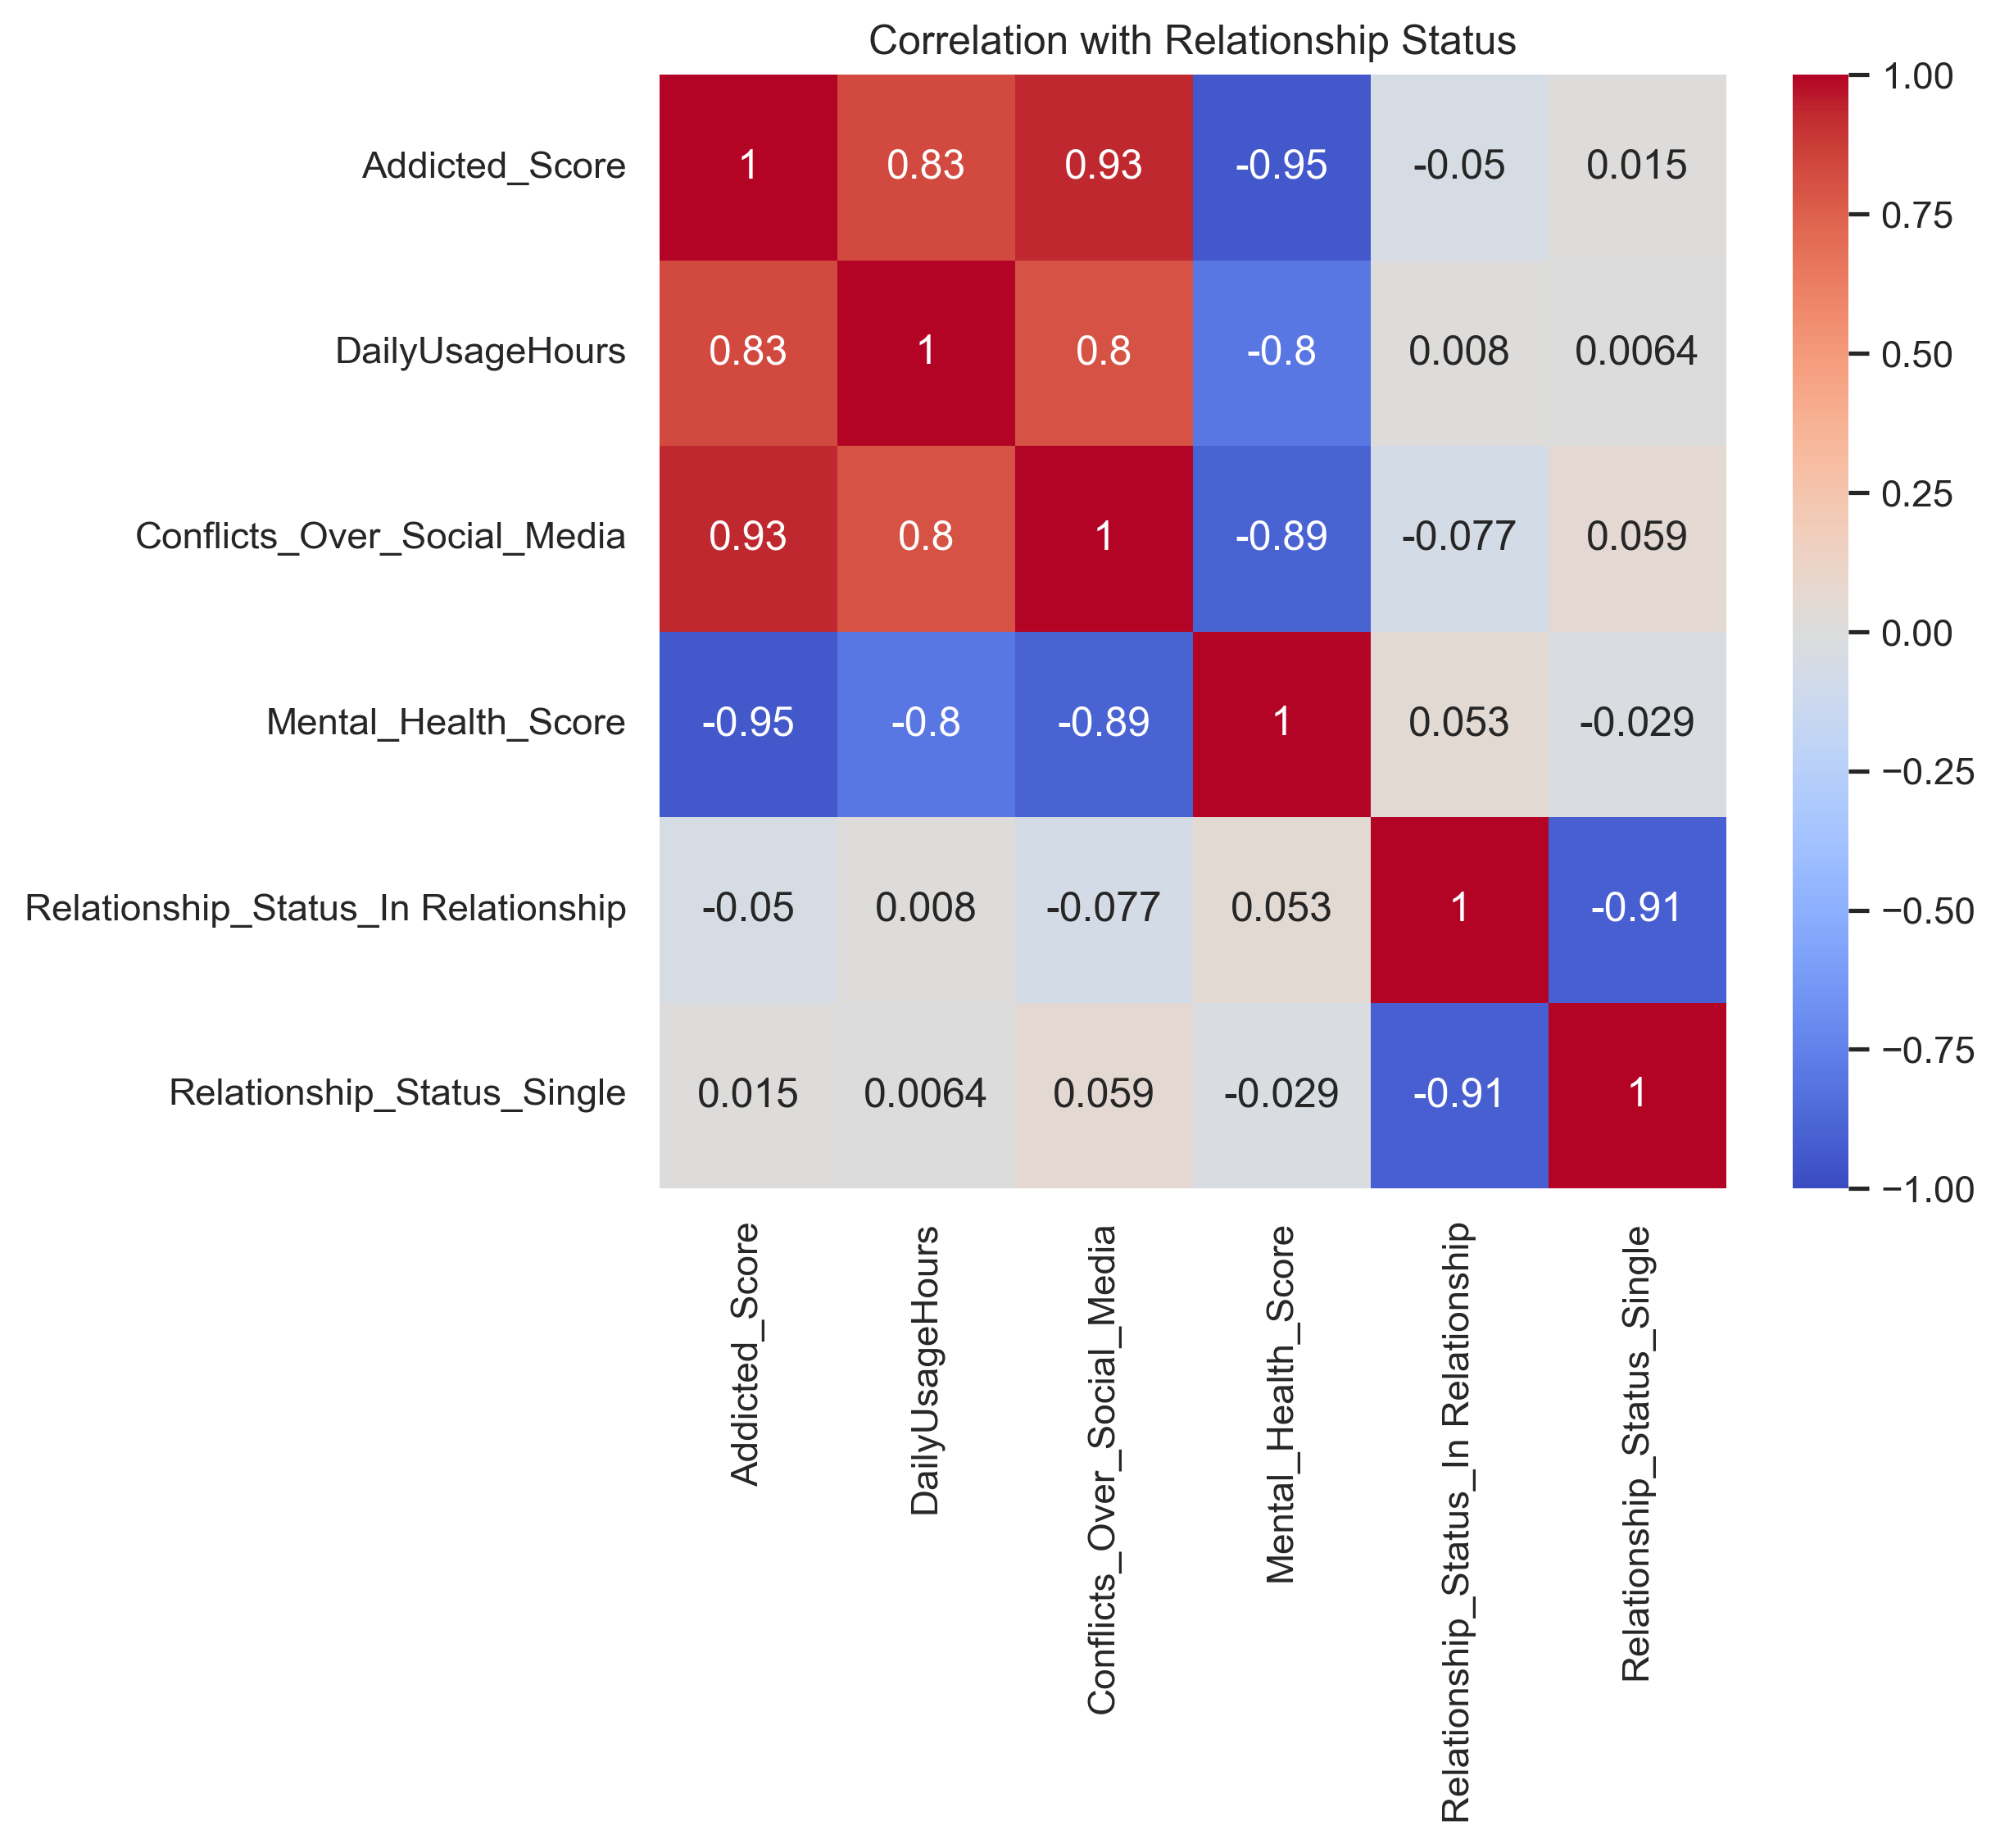 Correlation with Relationship Status
Addicted_Score 1 0.83 0.93 -0.95 -0.05 0.015
DailyUsageHours 0.83 1 0.8 -0.8 0.008 0.0064
Conflicts_Over_Social_Media 0.93 0.8 1 -0.89 -0.077 0.059
Mental_Health_Score -0.95 -0.8 -0.89 1 0.053 -0.029
Relationship_Status_In Relationship -0.05 0.008 -0.077 0.053 1 -0.91
Relationship_Status_Single 0.015 0.0064 0.059 -0.029 -0.91 1
Addicted_Score
DailyUsageHours
Conflicts_Over_Social_Media
Mental_Health_Score
Relationship_Status_In Relationship
Relationship_Status_Single
1.00
0.75
0.50
0.25
0.00
−0.25
−0.50
−0.75
−1.00